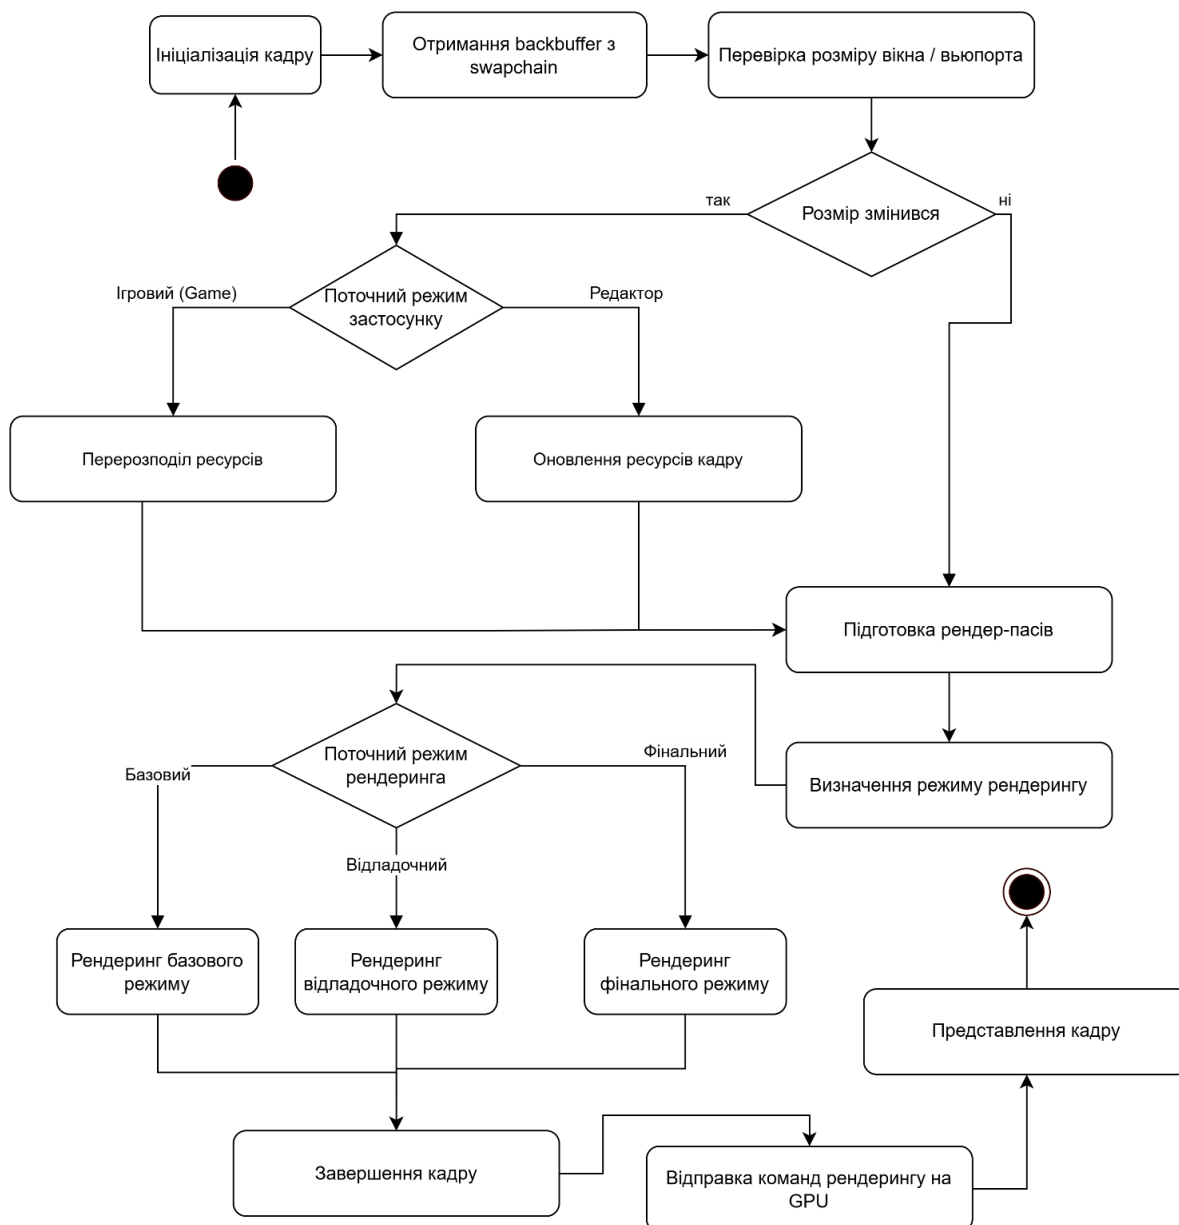 Ініціалізація кадру
Отримання backbuffer з
swapchain
Перевірка розміру вікна / вьюпорта
Розмір змінився
так
ні
Поточний режим
застосунку
Ігровий (Game)
Редактор
Перерозподіл ресурсів
Оновлення ресурсів кадру
Підготовка рендер-пасів
Визначення режиму рендерингу
Поточний режим
рендеринга
Базовий
Відладочний
Фінальний
Рендеринг базового
режиму
Рендеринг
відладочного режиму
Рендеринг
фінального режиму
Завершення кадру
Відправка команд рендерингу на
GPU
Представлення кадру